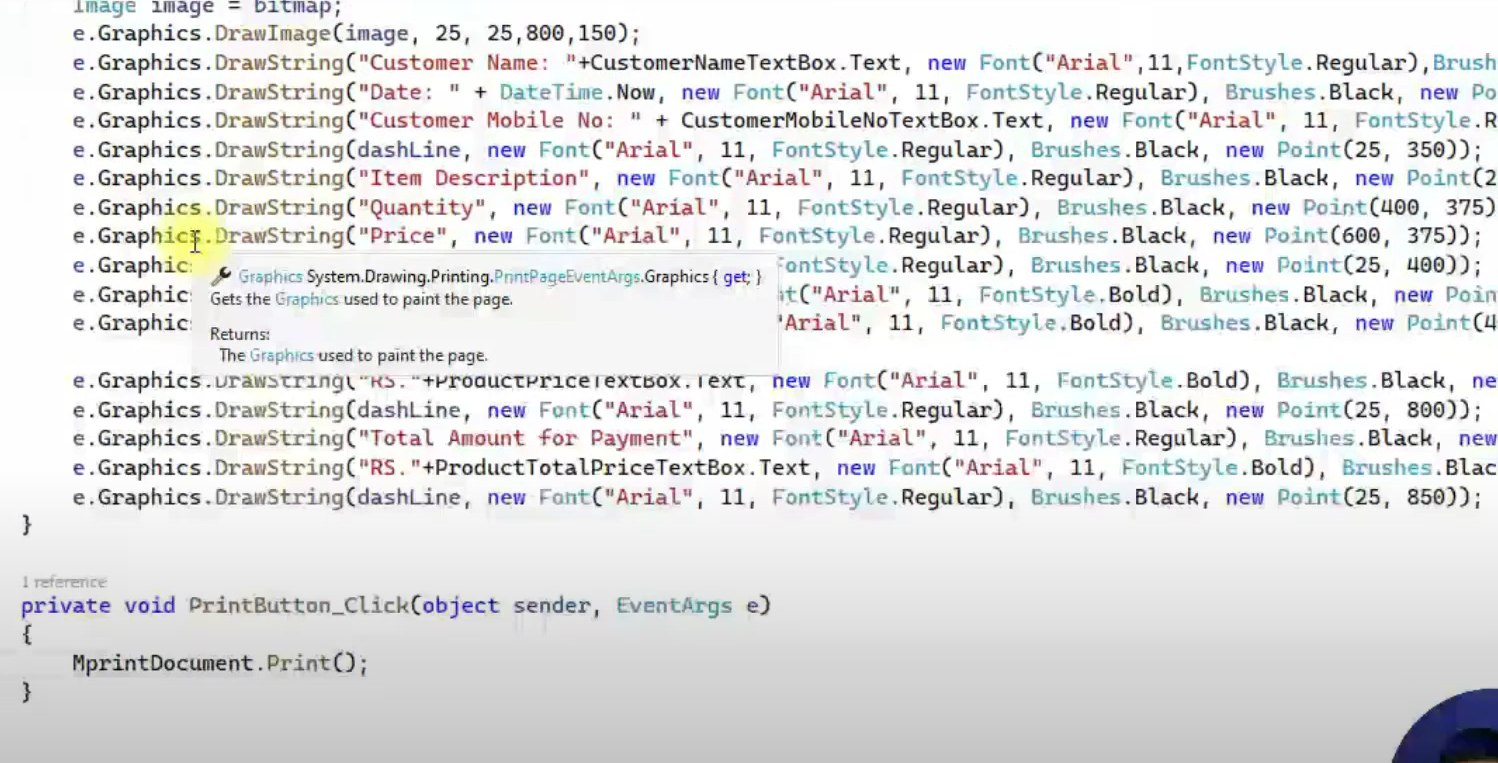 Image image = bitmap;
e.Graphics.DrawImage(image, 25, 25,800,150);
e.Graphics.DrawString("Customer Name: "+CustomerNameTextBox.Text, new Font("Arial",11,FontStyle.Regular),Brush
e.Graphics.DrawString("Date: " + DateTime.Now, new Font("Arial", 11, FontStyle.Regular), Brushes.Black, new Po
e.Graphics.DrawString("Customer Mobile No: " + CustomerMobileNoTextBox.Text, new Font("Arial", 11, FontStyle.R
e.Graphics.DrawString(dashLine, new Font("Arial", 11, FontStyle.Regular), Brushes.Black, new Point(25, 350));
e.Graphics.DrawString("Item Description", new Font("Arial", 11, FontStyle.Regular), Brushes.Black, new Point(2
e.Graphics.DrawString("Quantity", new Font("Arial", 11, FontStyle.Regular), Brushes.Black, new Point(400, 375)
e.Graphics.DrawString("Price", new Font("Arial", 11, FontStyle.Regular), Brushes.Black, new Point(600, 375));
e.Graphic ontStyle.Regular), Brushes.Black, new Point(25, 400));
Graphics System.Drawing.Printing.PrintPageEventArgs.Graphics { get; }
e.Graphic t("Arial", 11, FontStyle.Bold), Brushes.Black, new Poin
Gets the Graphics used to paint the page.
e.Graphic "Arial", 11, FontStyle.Bold), Brushes.Black, new Point(4
Returns:
The Graphics used to paint the page.
e.Graphics.DrawString("RS."+ProductPriceTextBox.Text, new Font("Arial", 11, FontStyle.Bold), Brushes.Black, ne
e.Graphics.DrawString(dashLine, new Font("Arial", 11, FontStyle.Regular), Brushes.Black, new Point(25, 800));
e.Graphics.DrawString("Total Amount for Payment", new Font("Arial", 11, FontStyle.Regular), Brushes.Black, new
e.Graphics.DrawString("RS."+ProductTotalPriceTextBox.Text, new Font("Arial", 11, FontStyle.Bold), Brushes.Blac
e.Graphics.DrawString(dashLine, new Font("Arial", 11, FontStyle.Regular), Brushes.Black, new Point(25, 850));
}
1 reference
private void PrintButton_Click(object sender, EventArgs e)
{
MprintDocument.Print();
}